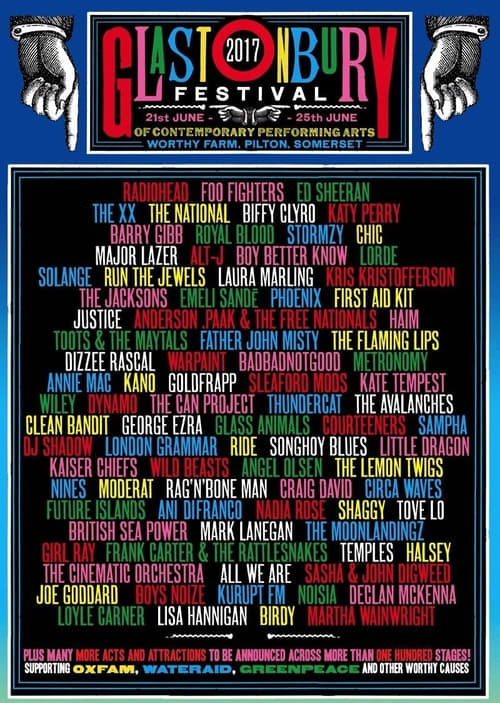 GLASTONBURY
2017
FESTIVAL
21st JUNE - - 25th JUNE
OF CONTEMPORARY PERFORMING ARTS
WORTHY FARM, PILTON, SOMERSET
RADIOHEAD FOO FIGHTERS ED SHEERAN
THE XX THE NATIONAL BIFFY CLYRO KATY PERRY
BARRY GIBB ROYAL BLOOD STORMZY CHIC
MAJOR LAZER ALT-J BOY BETTER KNOW LORDE
SOLANGE RUN THE JEWELS LAURA MARLING KRIS KRISTOFFERSON
THE JACKSONS EMELI SANDÉ PHOENIX FIRST AID KIT
JUSTICE ANDERSON .PAAK & THE FREE NATIONALS HAIM
TOOTS & THE MAYTALS FATHER JOHN MISTY THE FLAMING LIPS
DIZZEE RASCAL WARPAINT BADBADNOTGOOD METRONOMY
ANNIE MAC KANO GOLDFRAPP SLEAFORD MODS KATE TEMPEST
WILEY DYNAMO THE CAN PROJECT THUNDERCAT THE AVALANCHES
CLEAN BANDIT GEORGE EZRA GLASS ANIMALS COURTEENERS SAMPHA
DJ SHADOW LONDON GRAMMAR RIDE SONGHOY BLUES LITTLE DRAGON
KAISER CHIEFS WILD BEASTS ANGEL OLSEN THE LEMON TWIGS
NINES MODERAT RAG'N'BONE MAN CRAIG DAVID CIRCA WAVES
FUTURE ISLANDS ANI DIFRANCO NADIA ROSE SHAGGY TOVE LO
BRITISH SEA POWER MARK LANEGAN THE MOONLANDINGZ
GIRL RAY FRANK CARTER & THE RATTLESNAKES TEMPLES HALSEY
THE CINEMATIC ORCHESTRA ALL WE ARE SASHA & JOHN DIGWEED
JOE GODDARD BOYS NOIZE KURUPT FM NOISIA DECLAN MCKENNA
LOYLE CARNER LISA HANNIGAN BIRDY MARTHA WAINWRIGHT
PLUS MANY MORE ACTS AND ATTRACTIONS TO BE ANNOUNCED ACROSS MORE THAN ONE HUNDRED STAGES!
SUPPORTING OXFAM, WATERAID, GREENPEACE AND OTHER WORTHY CAUSES